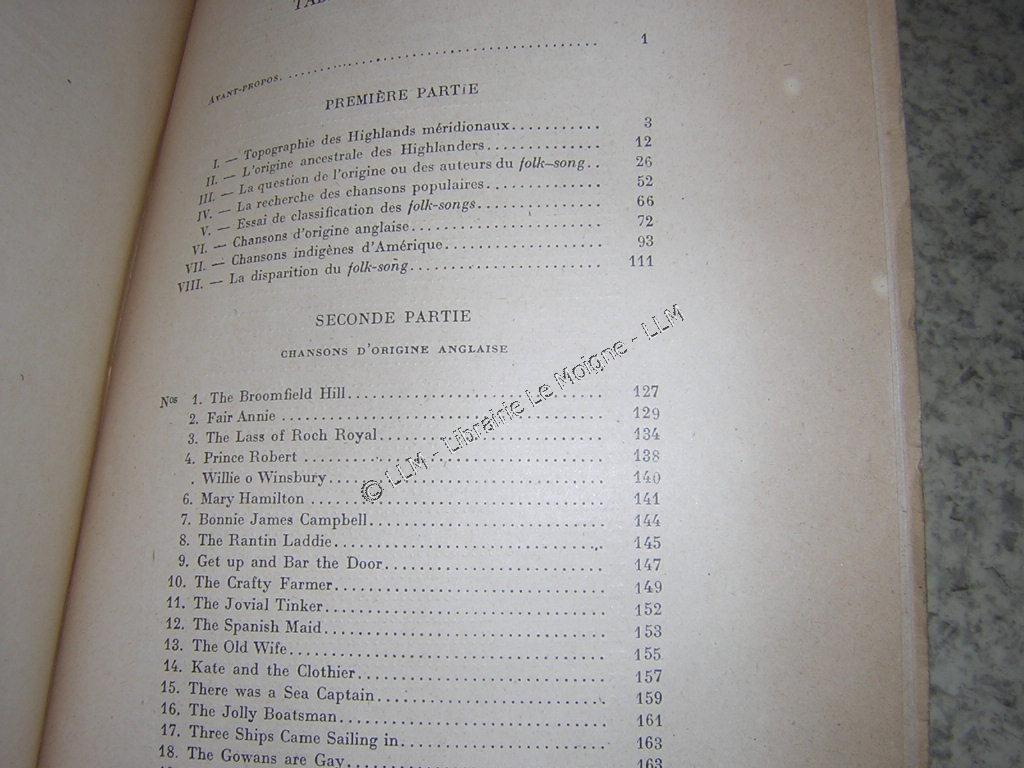 TAB
AVANT-PROPOS. .......... 1
PREMIÈRE PARTIE
I. — Topographie des Highlands méridionaux........... 3
II. — L'origine ancestrale des Highlanders............. 12
III. — La question de l'origine ou des auteurs du folk-song.. 26
IV. — La recherche des chansons populaires............. 52
V. — Essai de classification des folk-songs.............. 66
VI. — Chansons d'origine anglaise...................... 72
VII. — Chansons indigènes d'Amérique.................. 93
VIII. — La disparition du folk-song....................... 111
SECONDE PARTIE
CHANSONS D'ORIGINE ANGLAISE
Nos 1. The Broomfield Hill.............................. 127
2. Fair Annie ...................................... 129
3. The Lass of Roch Royal.......................... 134
4. Prince Robert ................................... 138
. Willie o Winsbury................................ 140
6. Mary Hamilton .................................. 141
7. Bonnie James Campbell........................... 144
8. The Rantin Laddie............................... 145
9. Get up and Bar the Door......................... 147
10. The Crafty Farmer............................... 149
11. The Jovial Tinker................................ 152
12. The Spanish Maid................................ 153
13. The Old Wife.................................... 155
14. Kate and the Clothier............................ 157
15. There was a Sea Captain.......................... 159
16. The Jolly Boatsman.............................. 161
17. Three Ships Came Sailing in...................... 163
18. The Gowans are Gay............................. 163
© LLM - Librairie Le Moigne - LLM